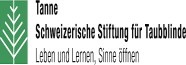 Tanne
Schweizerische Stiftung für Taubblinde
Leben und Lernen, Sinne öffnen